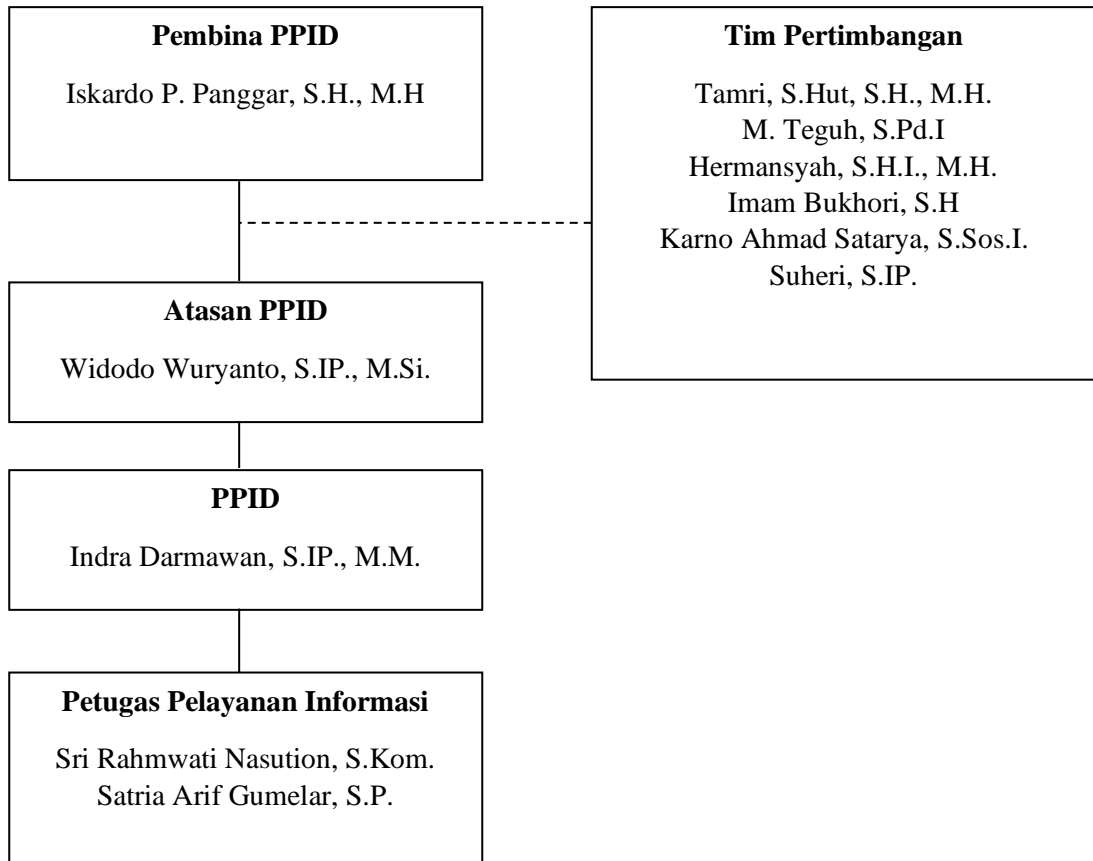 Pembina PPID
Iskardo P. Panggar, S.H., M.H
Tim Pertimbangan
Tamri, S.Hut, S.H., M.H.
M. Teguh, S.Pd.I
Hermansyah, S.H.I., M.H.
Imam Bukhori, S.H
Karno Ahmad Satarya, S.Sos.I.
Suheri, S.IP.
Atasan PPID
Widodo Wuryanto, S.IP., M.Si.
PPID
Indra Darmawan, S.IP., M.M.
Petugas Pelayanan Informasi
Sri Rahmwati Nasution, S.Kom.
Satria Arif Gumelar, S.P.